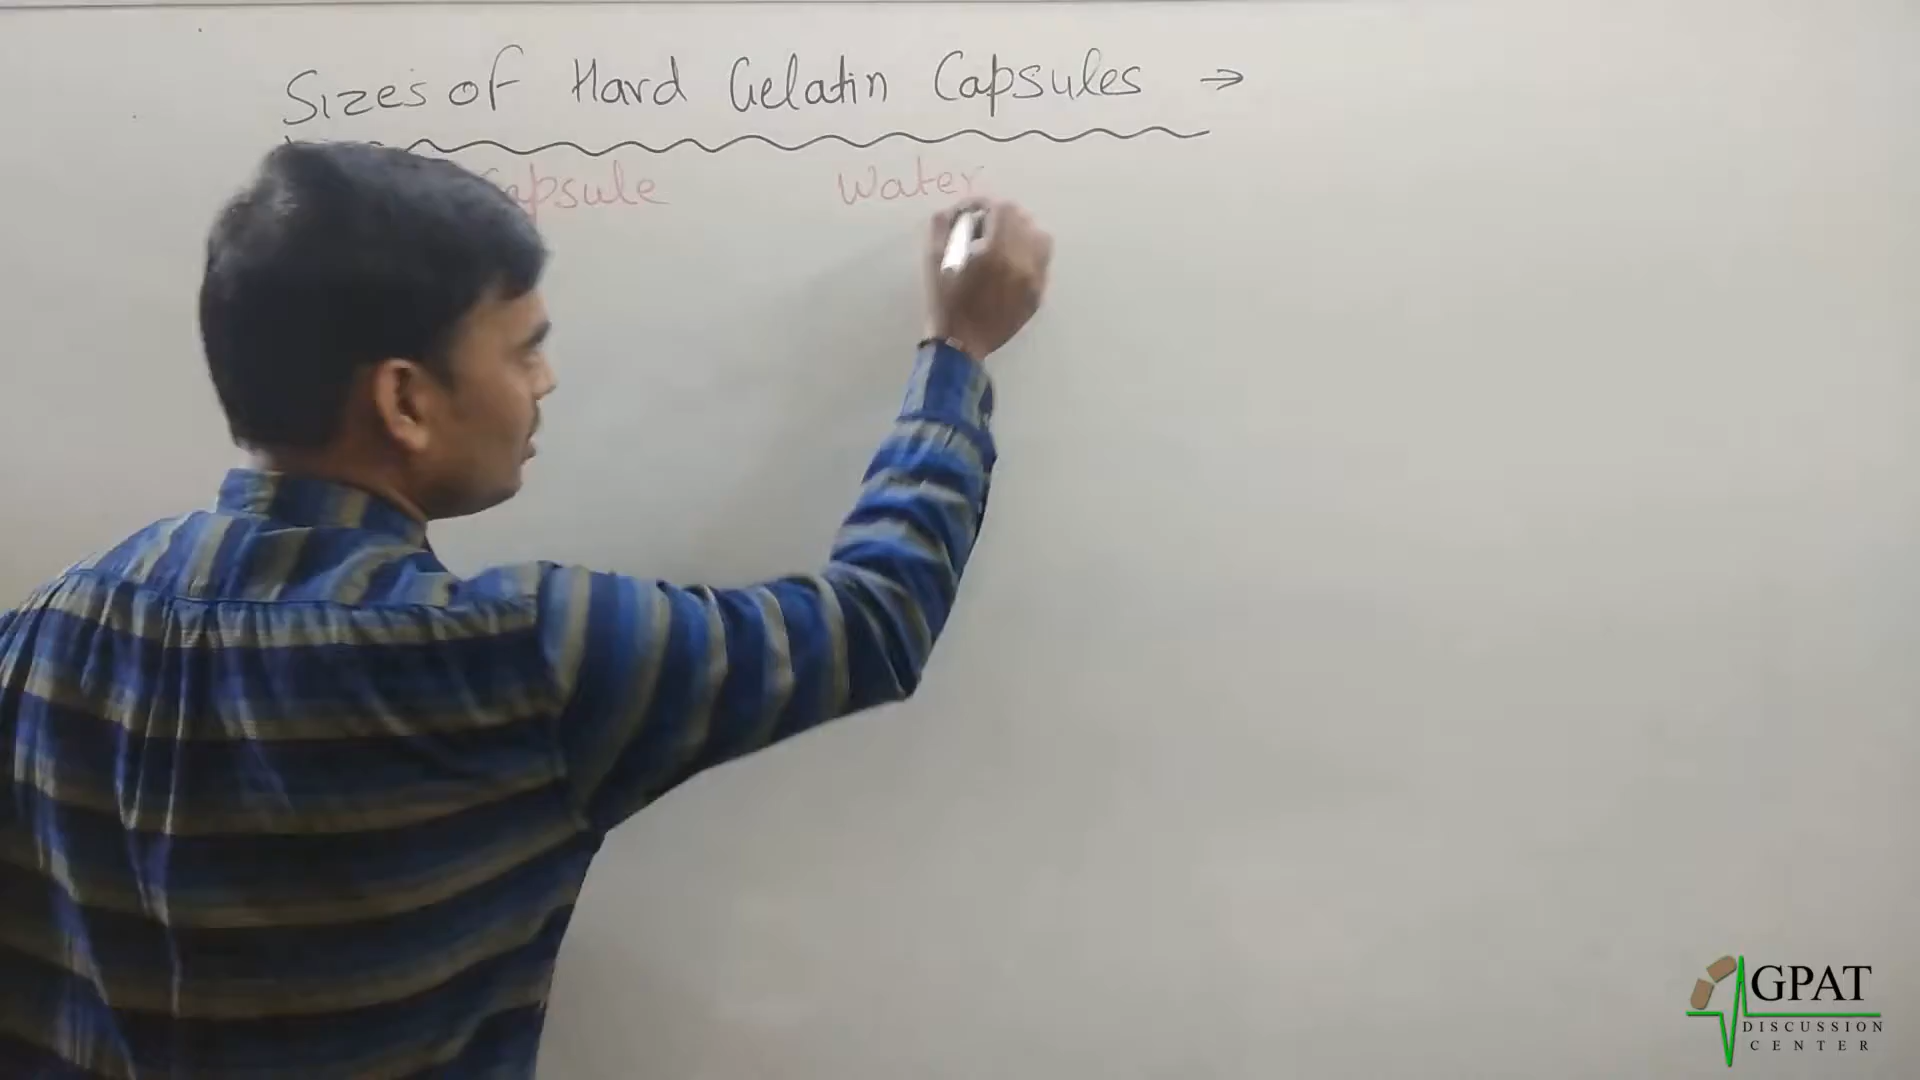 Sizes of Hard Gelatin Capsules →
Capsule Water
GPAT
DISCUSSION
CENTER